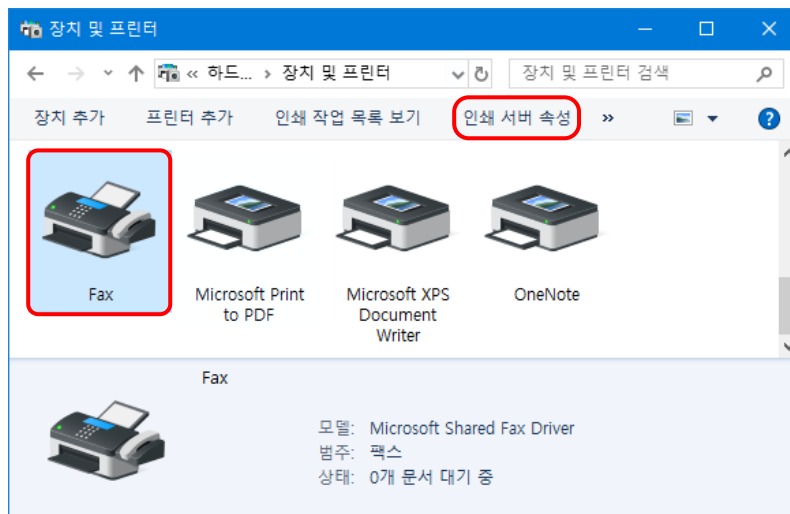 장치 및 프린터
« 하드... › 장치 및 프린터
장치 및 프린터 검색
장치 추가 프린터 추가 인쇄 작업 목록 보기 인쇄 서버 속성 »
Fax
Microsoft Print
to PDF
Microsoft XPS
Document
Writer
OneNote
Fax
모델: Microsoft Shared Fax Driver
범주: 팩스
상태: 0개 문서 대기 중